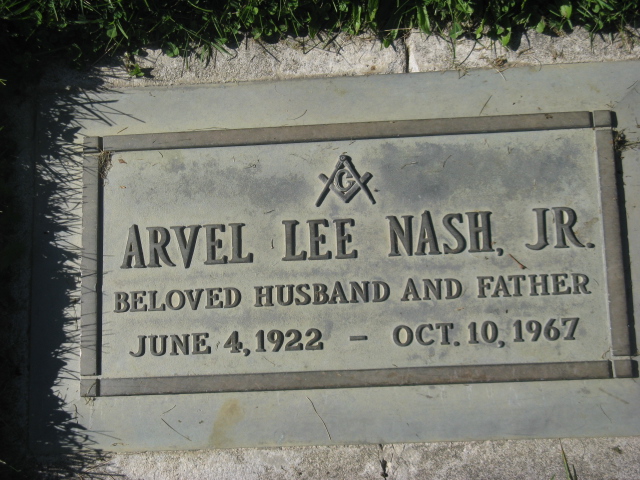 G
ARVEL LEE NASH, JR.
BELOVED HUSBAND AND FATHER
JUNE 4, 1922 - OCT. 10, 1967